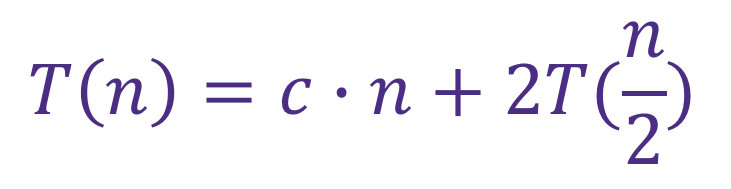 T(n) = c · n + 2T(n/2)